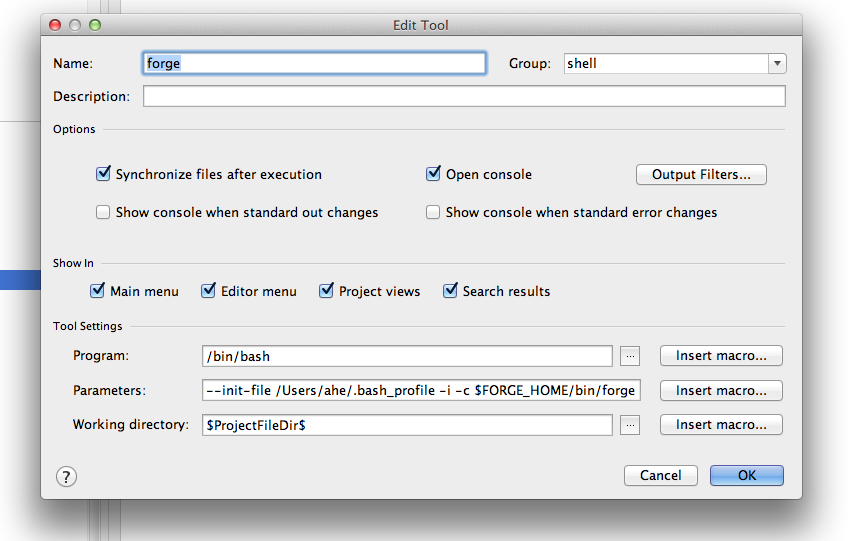 Edit Tool
Name: forge Group: shell
Description:
Options
Synchronize files after execution Open console Output Filters...
Show console when standard out changes Show console when standard error changes
Show In
Main menu Editor menu Project views Search results
Tool Settings
Program: /bin/bash ... Insert macro...
Parameters: --init-file /Users/ahe/.bash_profile -i -c $FORGE_HOME/bin/forge Insert macro...
Working directory: $ProjectFileDir$ ... Insert macro...
? Cancel OK